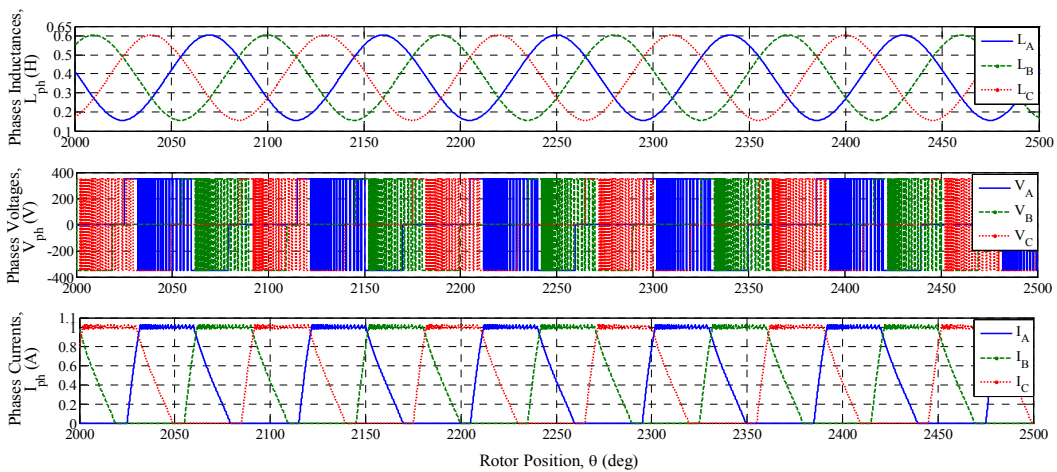 Phases Inductances,
L_ph (H)
0.65
0.6
0.5
0.4
0.3
0.2
0.1
2000 2050 2100 2150 2200 2250 2300 2350 2400 2450 2500
L_A
L_B
L_C
Phases Voltages,
V_ph (V)
400
200
0
-200
-400
2000 2050 2100 2150 2200 2250 2300 2350 2400 2450 2500
V_A
V_B
V_C
Phases Currents,
I_ph (A)
1.1
1
0.8
0.6
0.4
0.2
0
2000 2050 2100 2150 2200 2250 2300 2350 2400 2450 2500
I_A
I_B
I_C
Rotor Position, θ (deg)